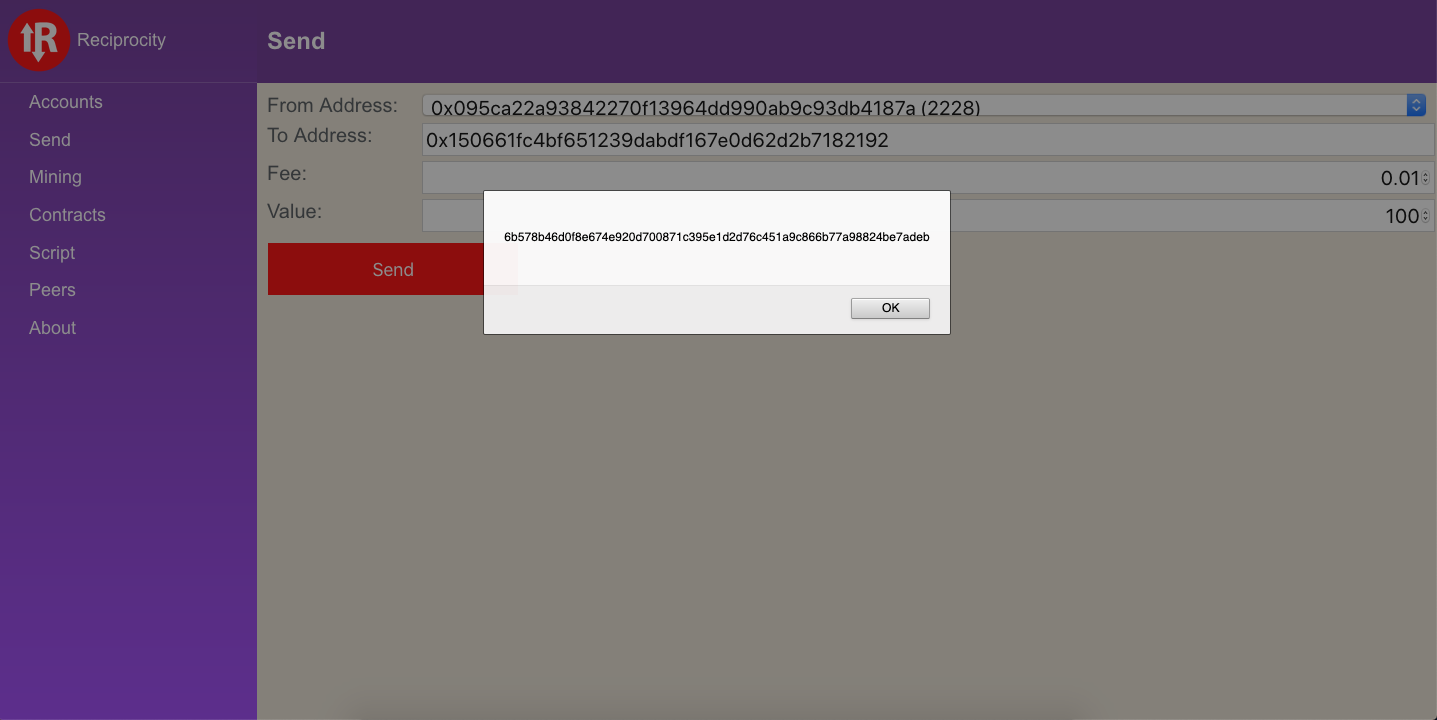 R
Reciprocity
Send
Accounts
Send
Mining
Contracts
Script
Peers
About
From Address:
0x095ca22a93842270f13964dd990ab9c93db4187a (2228)
To Address:
0x150661fc4bf651239dabdf167e0d62d2b7182192
Fee:
0.01
Value:
100
Send
6b578b46d0f8e674e920d700871c395e1d2d76c451a9c866b77a98824be7adeb
OK